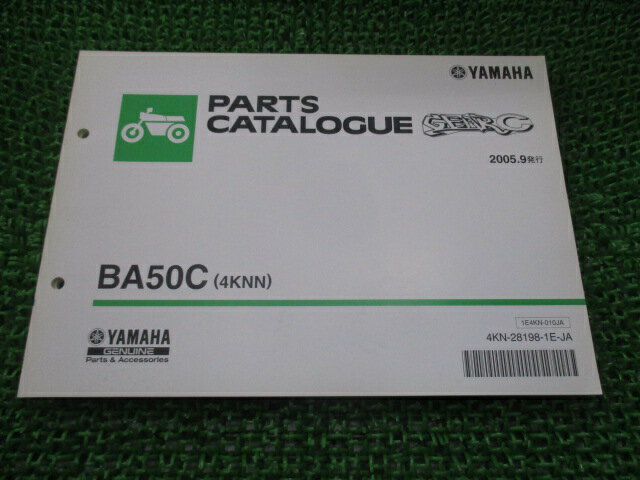 YAMAHA
PARTS
CATALOGUE GEAR C
2005.9発行
BA50C (4KNN)
1E4KN-010JA
YAMAHA
GENUINE
Parts & Accessories
4KN-28198-1E-JA